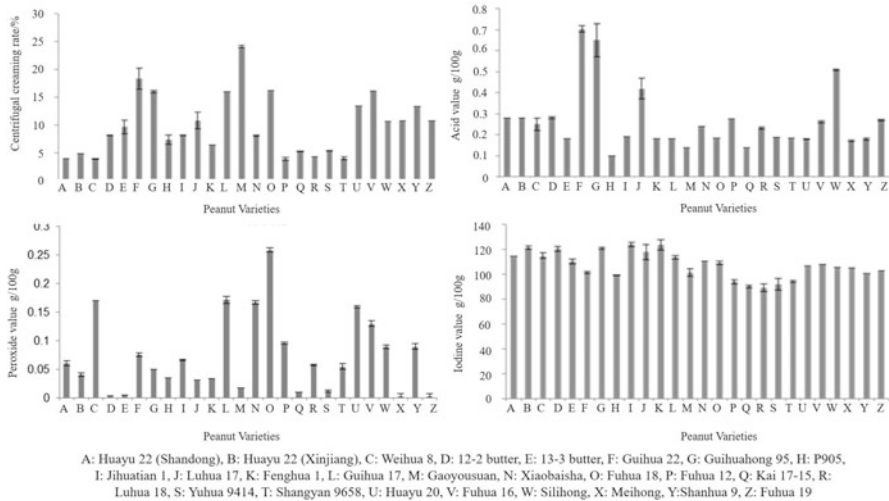 30
25
20
15
10
5
0
Centrifugal creaming rate/%
A B C D E F G H I J K L M N O P Q R S T U V W X Y Z
Peanut Varieties
0.8
0.7
0.6
0.5
0.4
0.3
0.2
0.1
0
Acid value g/100g
A B C D E F G H I J K L M N O P Q R S T U V W X Y Z
Peanut Varieties
0.3
0.25
0.2
0.15
0.1
0.05
0
Peroxide value g/100g
A B C D E F G H I J K L M N O P Q R S T U V W X Y Z
Peanut Varieties
140
120
100
80
60
40
20
0
Iodine value g/100g
A B C D E F G H I J K L M N O P Q R S T U V W X Y Z
Peanut Varieties
A: Huayu 22 (Shandong), B: Huayu 22 (Xinjiang), C: Weihua 8, D: 12-2 butter, E: 13-3 butter, F: Guihua 22, G: Guihuahong 95, H: P905,
I: Jihuatian 1, J: Luhua 17, K: Fenghua 1, L: Guihua 17, M: Gaoyousuan, N: Xiaobaisha, O: Fuhua 18, P: Fuhua 12, Q: Kai 17-15, R:
Luhua 18, S: Yuhua 9414, T: Shangyan 9658, U: Huayu 20, V: Fuhua 16, W: Silihong, X: Meihong, Y:Shanhua 9, Z: Fuhua 19